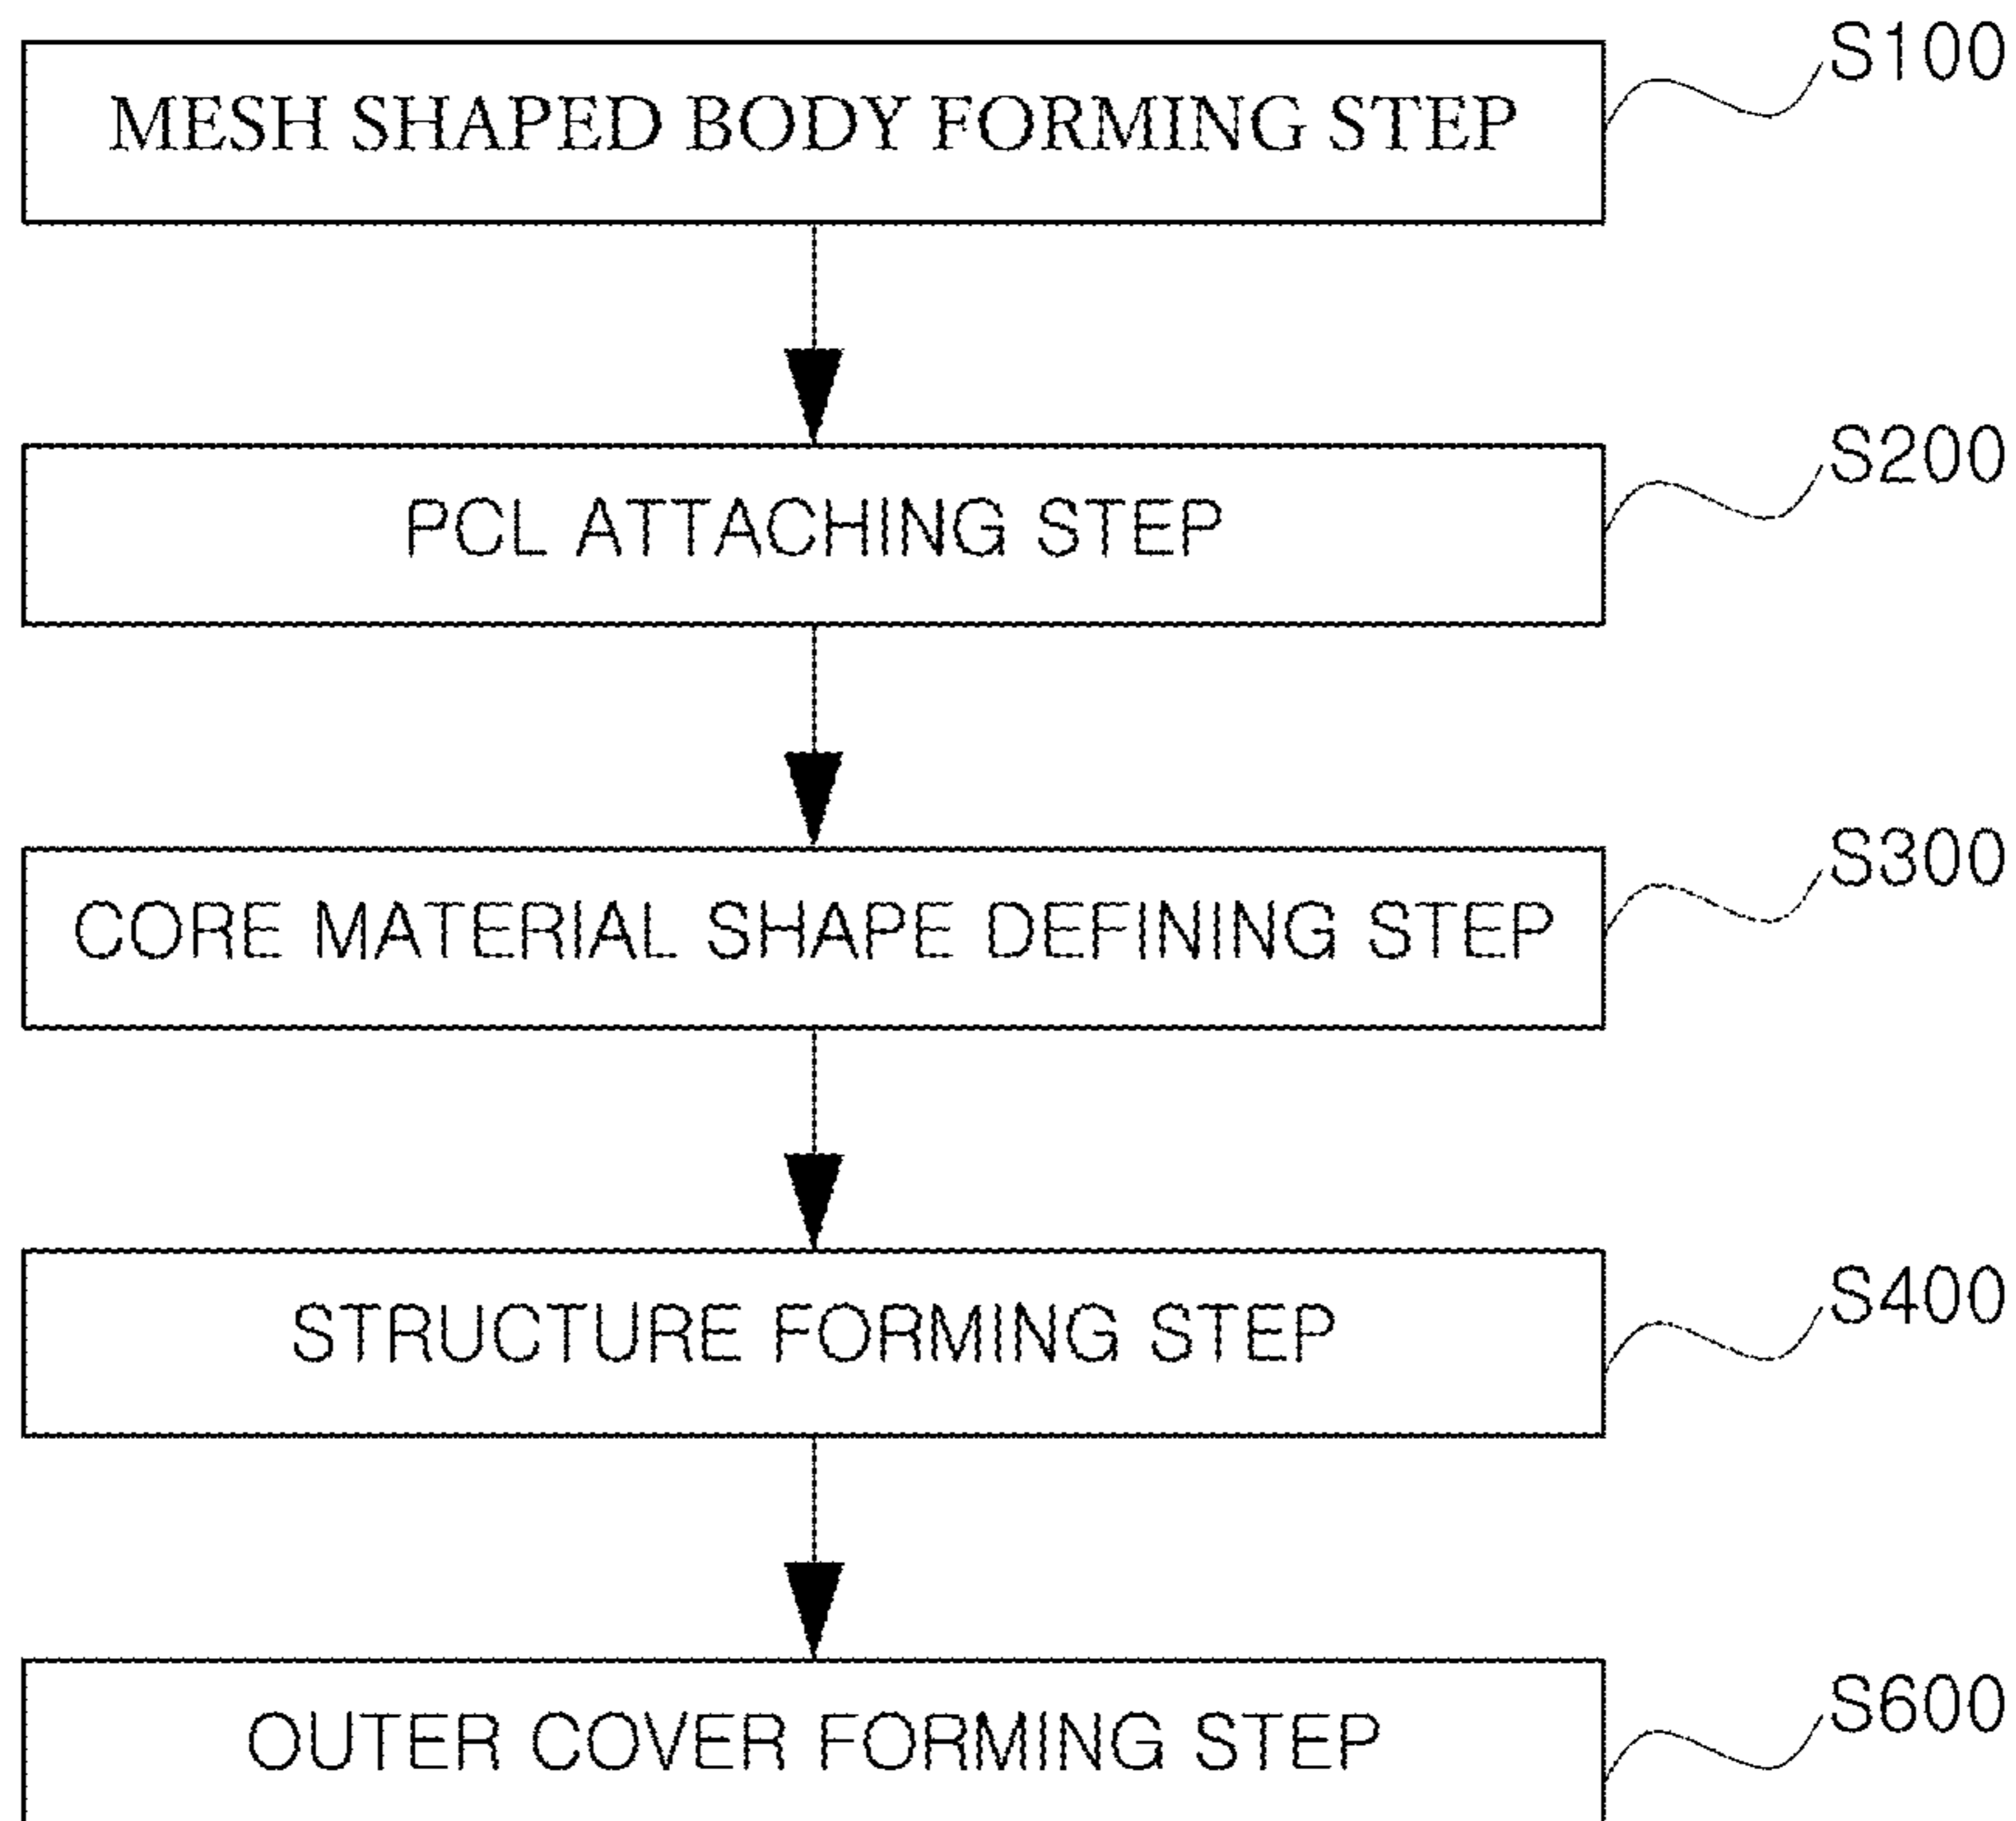 MESH SHAPED BODY FORMING STEP
S100
PCL ATTACHING STEP
S200
CORE MATERIAL SHAPE DEFINING STEP
S300
STRUCTURE FORMING STEP
S400
OUTER COVER FORMING STEP
S600